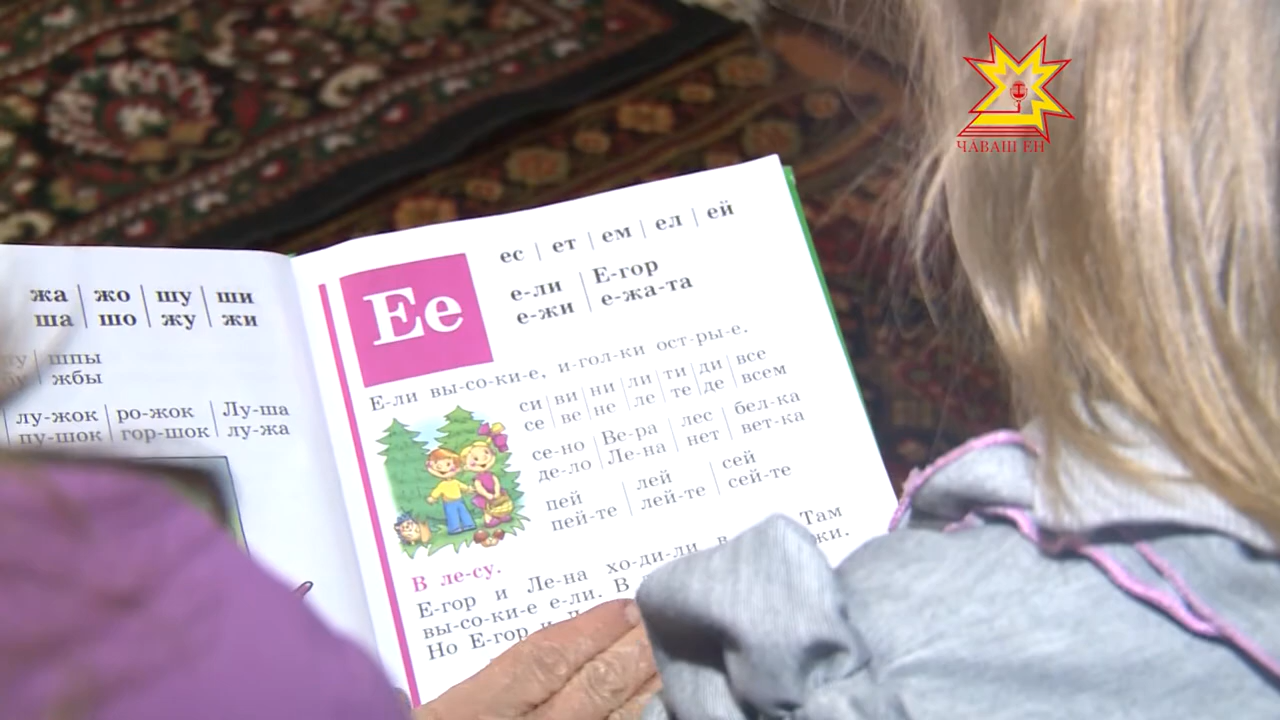 ЧӐВАШ ЕН
жа | жо | шу | ши
ша | шо | жу | жи
шпы
жбы
лу-жок | ро-жок | Лу-ша
пу-шок | гор-шок | лу-жа
Ее
ес | ет | ем | ел | ей
е-ли | Е-гор
е-жи | е-жа-та
Е-ли вы-со-ки-е, и-гол-ки ост-ры-е.
си | ви | ни | ли | ти | ди | все
се | ве | не | ле | те | де | всем
се-но | Ве-ра | лес | бел-ка
де-ло | Ле-на | нет | вет-ка
пей | лей | сей
пей-те | лей-те | сей-те
В ле-су.
Е-гор и Ле-на хо-ди-ли в Там
вы-со-ки-е е-ли. В жи.
Но Е-гор и